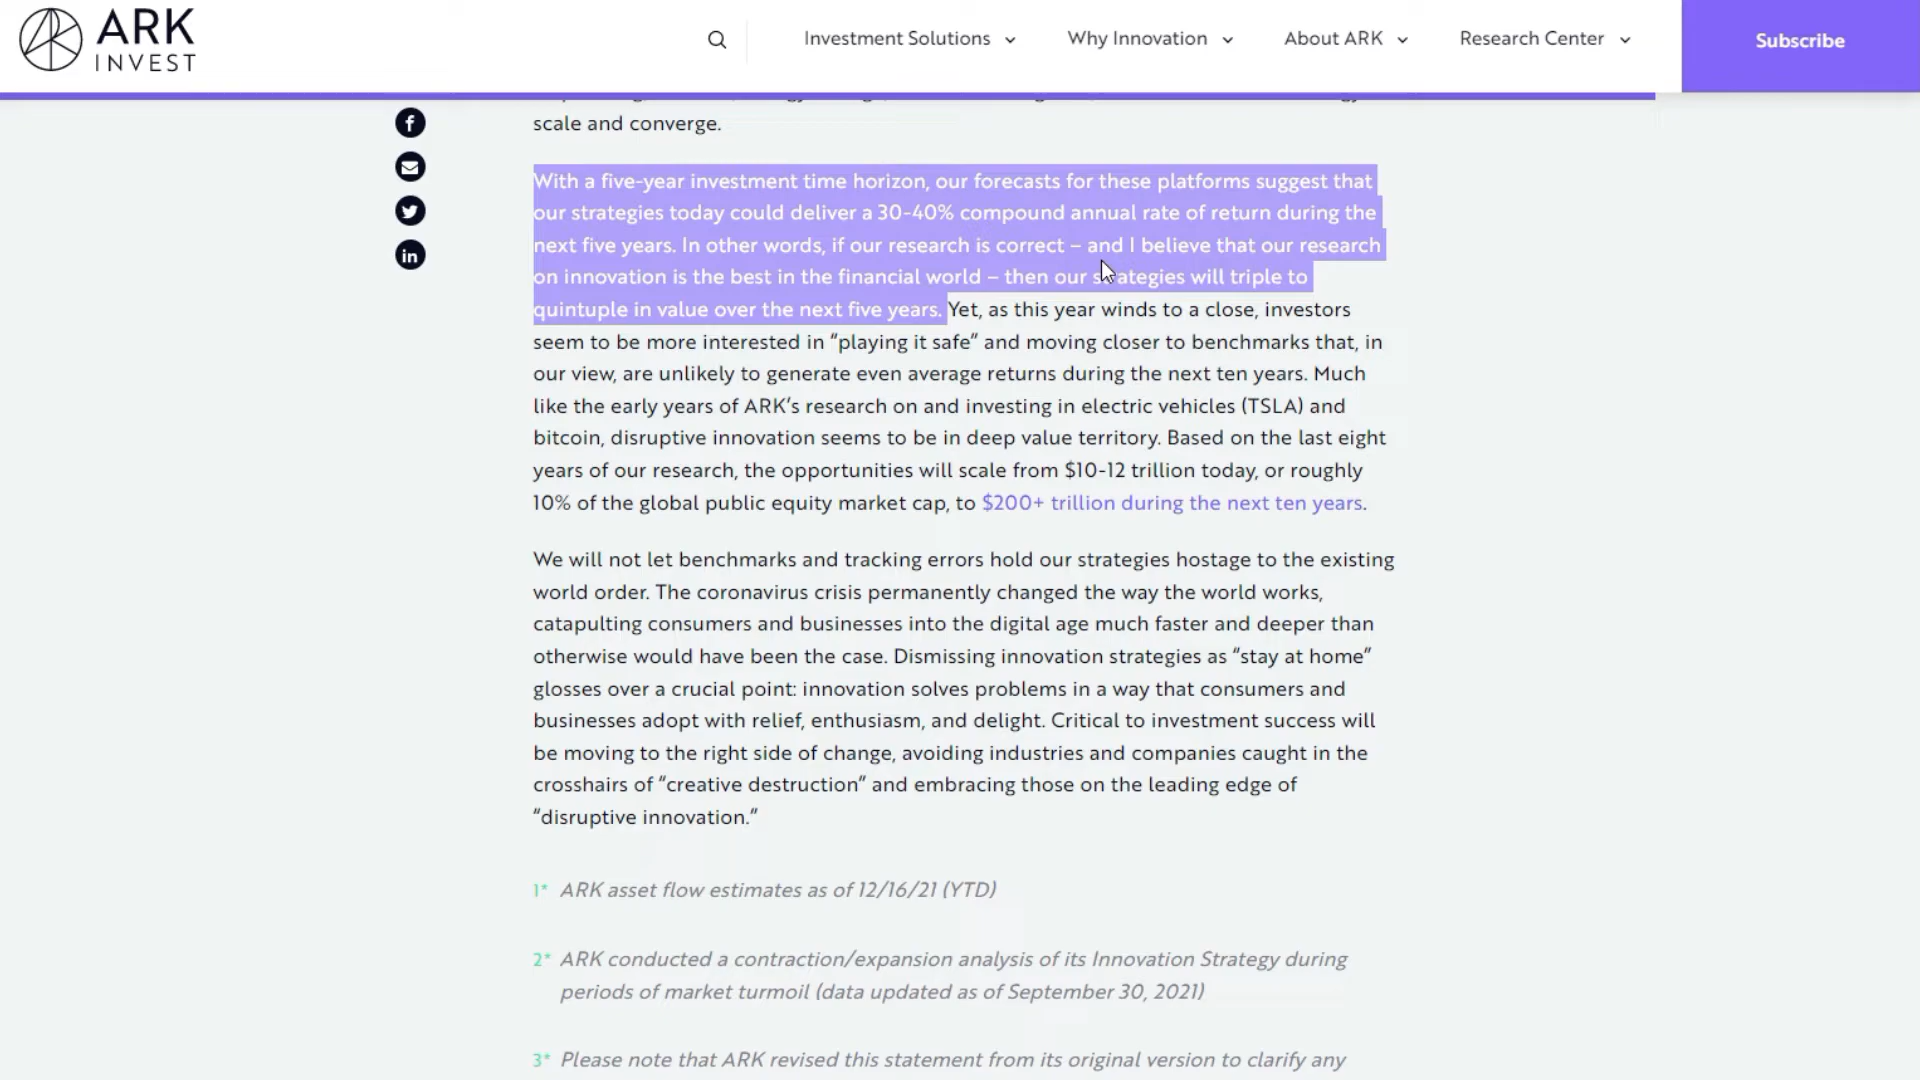 ARK
INVEST
Investment Solutions
Why Innovation
About ARK
Research Center
Subscribe
scale and converge.
With a five-year investment time horizon, our forecasts for these platforms suggest that
our strategies today could deliver a 30-40% compound annual rate of return during the
next five years. In other words, if our research is correct – and I believe that our research
on innovation is the best in the financial world – then our strategies will triple to
quintuple in value over the next five years. Yet, as this year winds to a close, investors
seem to be more interested in “playing it safe” and moving closer to benchmarks that, in
our view, are unlikely to generate even average returns during the next ten years. Much
like the early years of ARK’s research on and investing in electric vehicles (TSLA) and
bitcoin, disruptive innovation seems to be in deep value territory. Based on the last eight
years of our research, the opportunities will scale from $10-12 trillion today, or roughly
10% of the global public equity market cap, to $200+ trillion during the next ten years.
We will not let benchmarks and tracking errors hold our strategies hostage to the existing
world order. The coronavirus crisis permanently changed the way the world works,
catapulting consumers and businesses into the digital age much faster and deeper than
otherwise would have been the case. Dismissing innovation strategies as “stay at home”
glosses over a crucial point: innovation solves problems in a way that consumers and
businesses adopt with relief, enthusiasm, and delight. Critical to investment success will
be moving to the right side of change, avoiding industries and companies caught in the
crosshairs of “creative destruction” and embracing those on the leading edge of
“disruptive innovation.”
1* ARK asset flow estimates as of 12/16/21 (YTD)
2* ARK conducted a contraction/expansion analysis of its Innovation Strategy during
periods of market turmoil (data updated as of September 30, 2021)
3* Please note that ARK revised this statement from its original version to clarify any